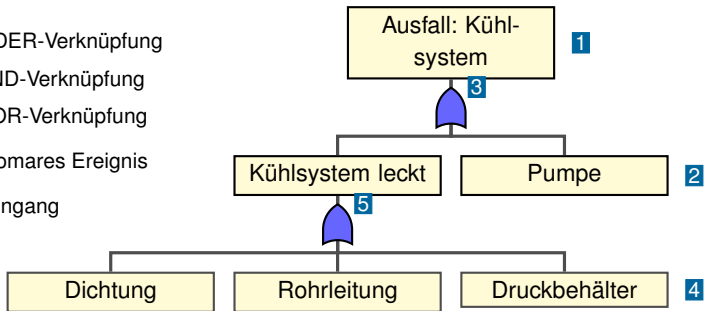 Ausfall: Kühl-
system
1
DER-Verknüpfung
ND-Verknüpfung
3
OR-Verknüpfung
omares Ereignis
Kühlsystem leckt
Pumpe
2
ngang
5
Dichtung
Rohrleitung
Druckbehälter
4